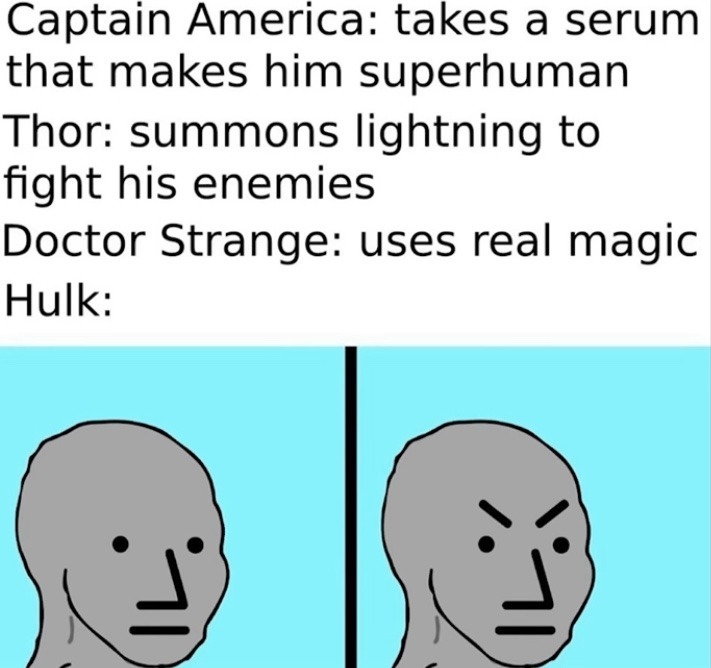 Captain America: takes a serum
that makes him superhuman
Thor: summons lightning to
fight his enemies
Doctor Strange: uses real magic
Hulk: